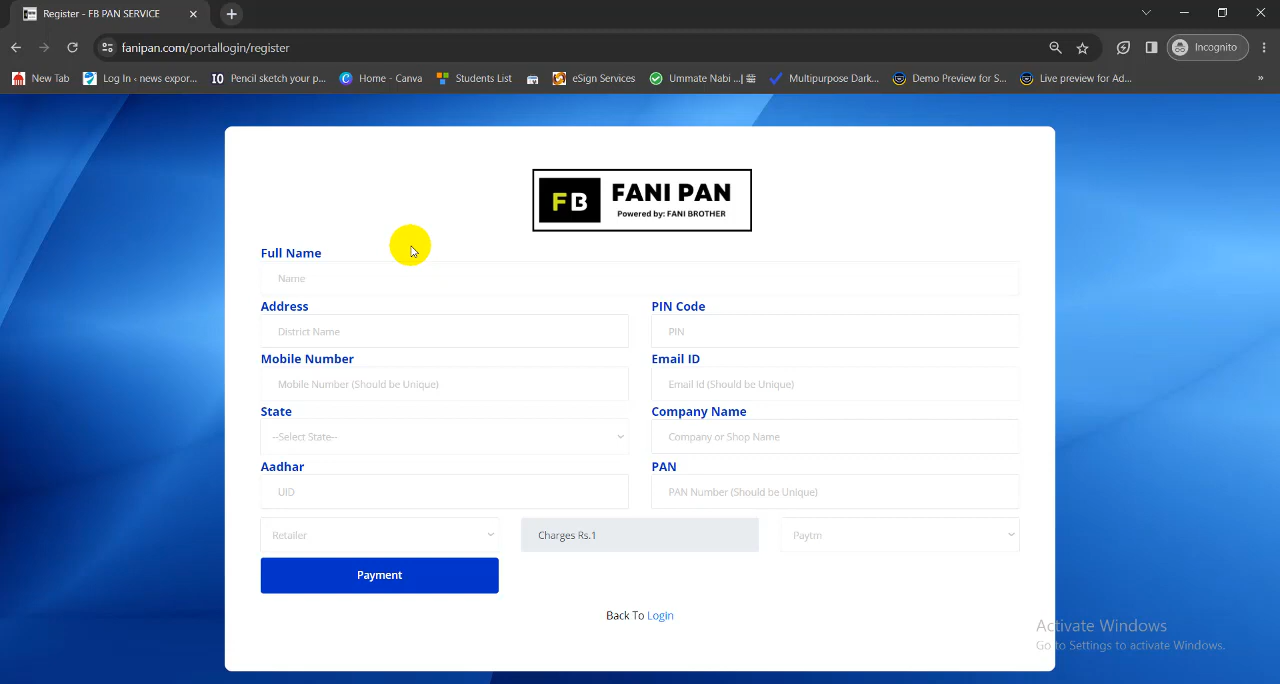 Register - FB PAN SERVICE
fanipan.com/portallogin/register
Incognito
New Tab
Log In ‹ news expor...
Pencil sketch your p...
Home - Canva
Students List
eSign Services
Ummate Nabi ...|
Multipurpose Dark...
Demo Preview for S...
Live preview for Ad...
»
FB
FANI PAN
Powered by: FANI BROTHER
Full Name
Name
Address
PIN Code
District Name
PIN
Mobile Number
Email ID
Mobile Number (Should be Unique)
Email Id (Should be Unique)
State
Company Name
--Select State--
Company or Shop Name
Aadhar
PAN
UID
PAN Number (Should be Unique)
Retailer
Charges Rs.1
Paytm
Payment
Back To Login
Activate Windows
Go to Settings to activate Windows.